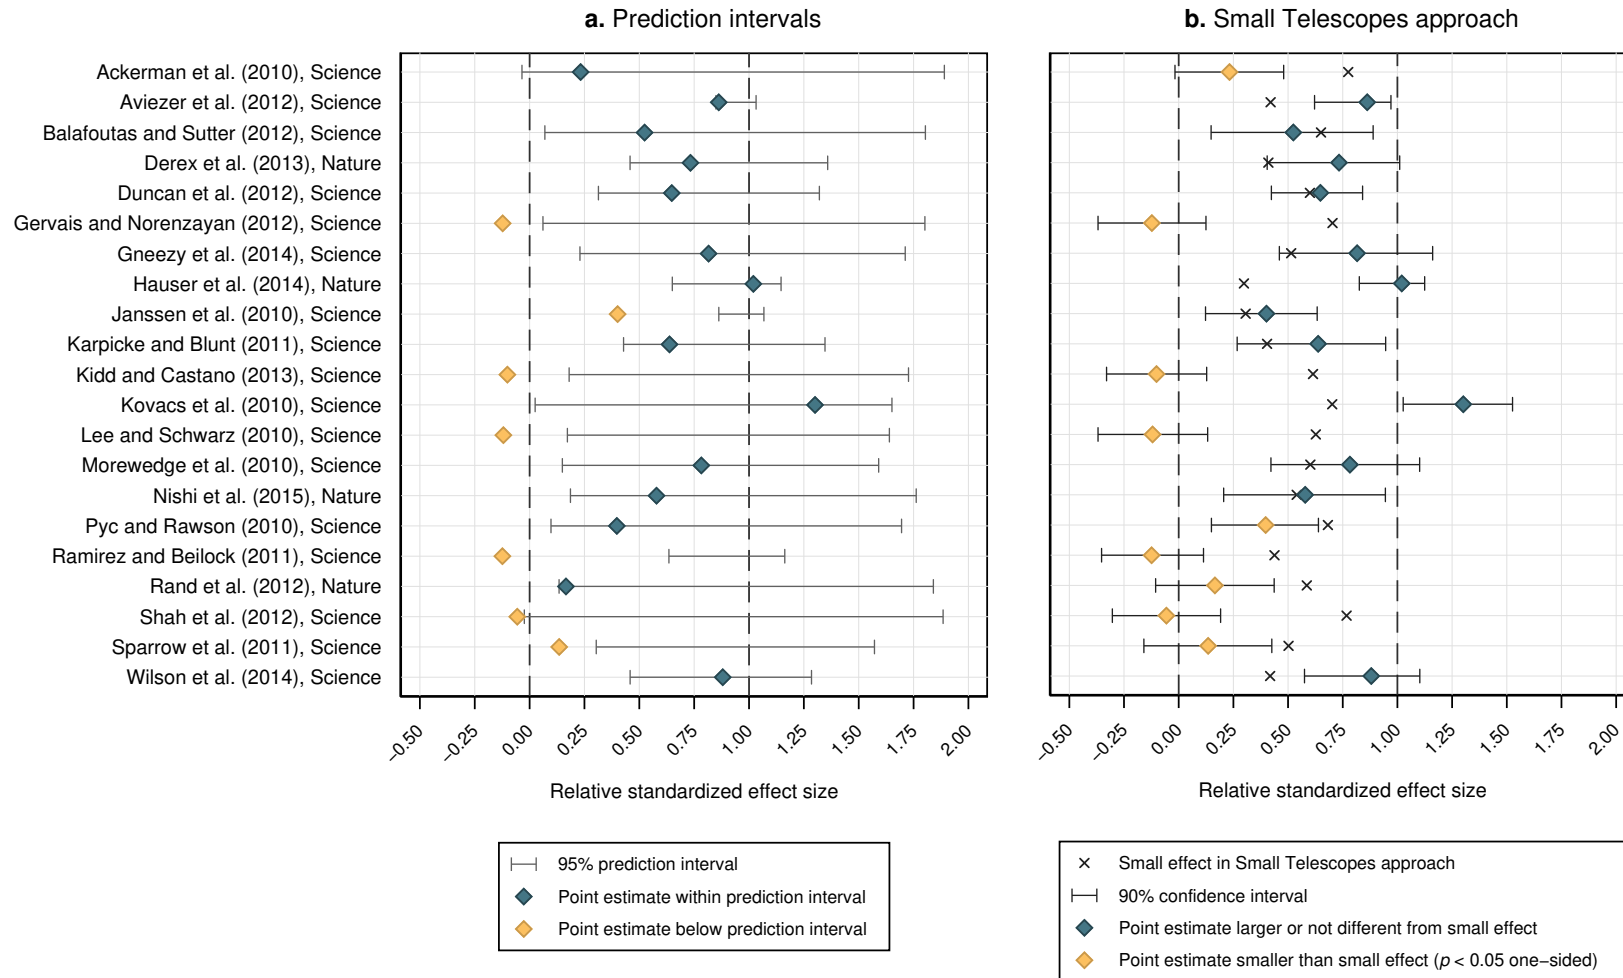 a. Prediction intervals
b. Small Telescopes approach
Ackerman et al. (2010), Science
Aviezer et al. (2012), Science
Balafoutas and Sutter (2012), Science
Derex et al. (2013), Nature
Duncan et al. (2012), Science
Gervais and Norenzayan (2012), Science
Gneezy et al. (2014), Science
Hauser et al. (2014), Nature
Janssen et al. (2010), Science
Karpicke and Blunt (2011), Science
Kidd and Castano (2013), Science
Kovacs et al. (2010), Science
Lee and Schwarz (2010), Science
Morewedge et al. (2010), Science
Nishi et al. (2015), Nature
Pyc and Rawson (2010), Science
Ramirez and Beilock (2011), Science
Rand et al. (2012), Nature
Shah et al. (2012), Science
Sparrow et al. (2011), Science
Wilson et al. (2014), Science
−0.50 −0.25 0.00 0.25 0.50 0.75 1.00 1.25 1.50 1.75 2.00
Relative standardized effect size
−0.50 −0.25 0.00 0.25 0.50 0.75 1.00 1.25 1.50 1.75 2.00
Relative standardized effect size
95% prediction interval
Point estimate within prediction interval
Point estimate below prediction interval
Small effect in Small Telescopes approach
90% confidence interval
Point estimate larger or not different from small effect
Point estimate smaller than small effect (p < 0.05 one−sided)